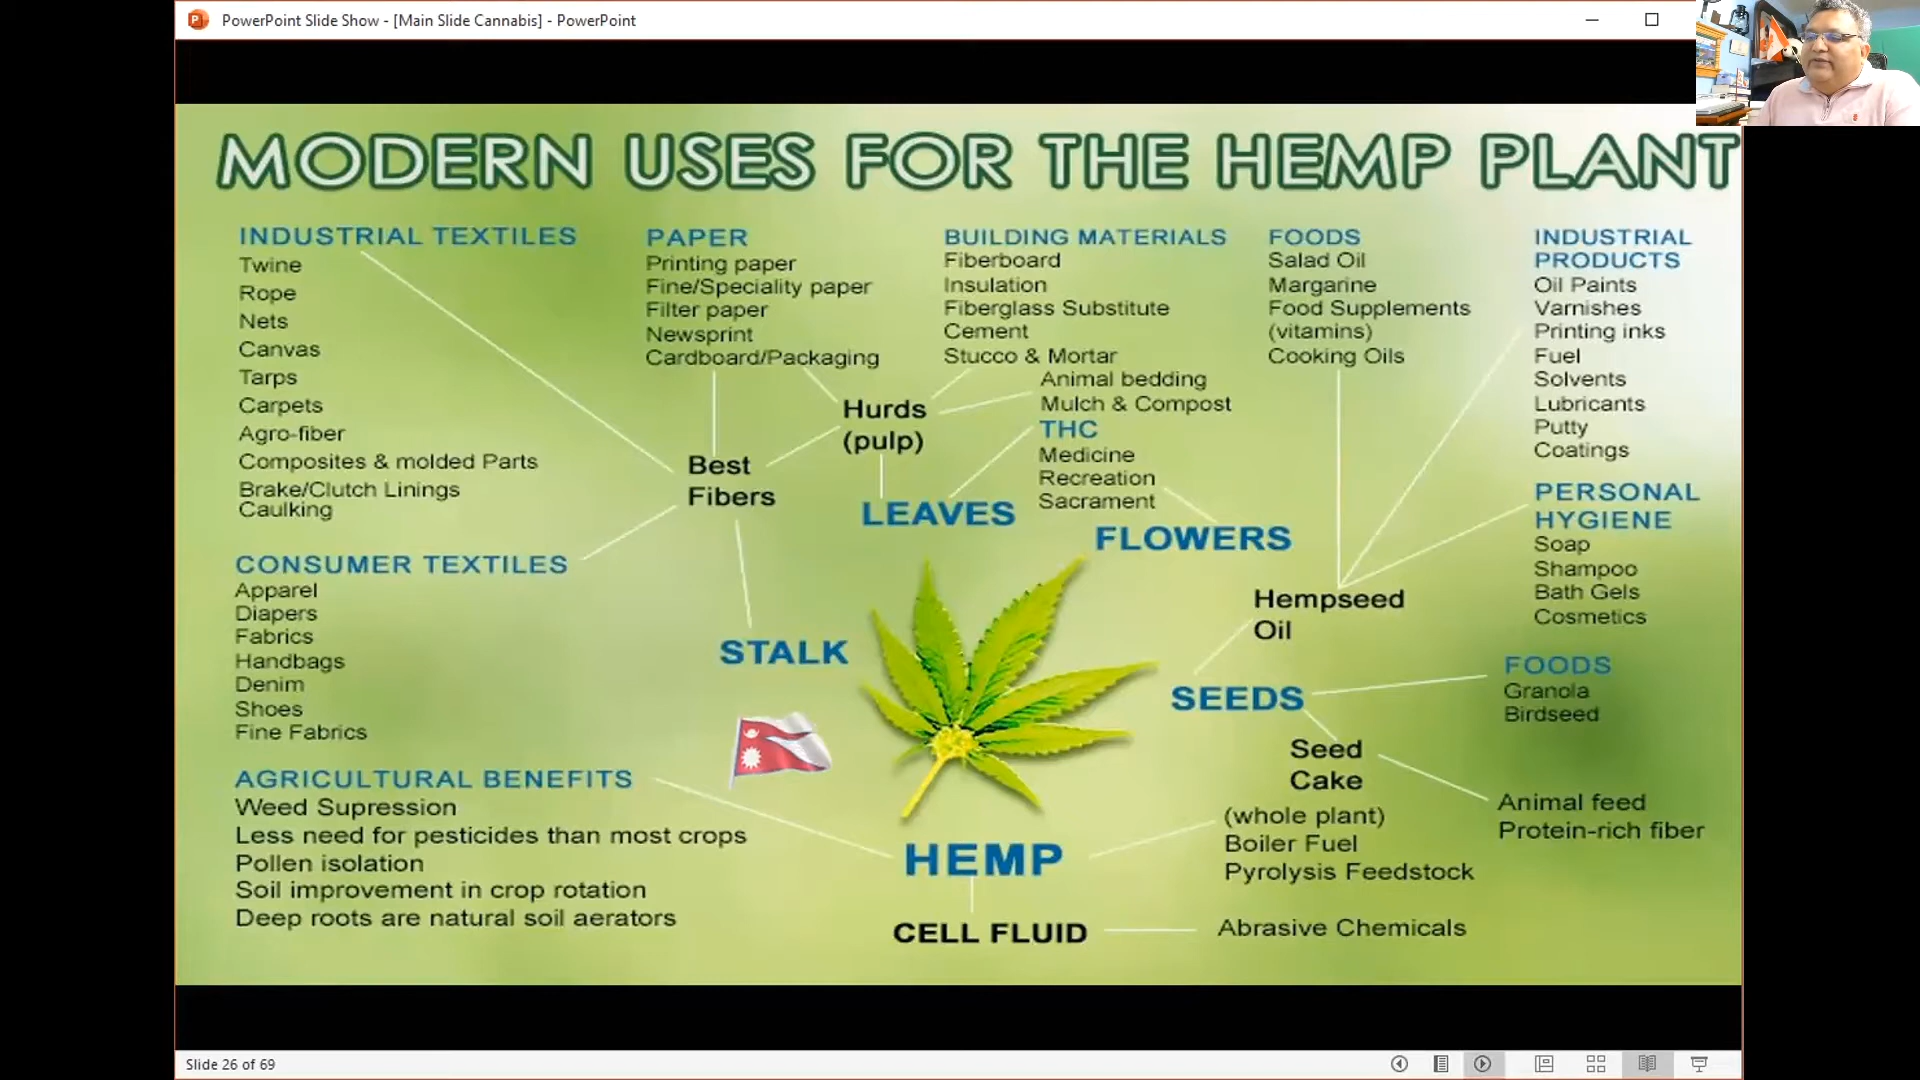 PowerPoint Slide Show - [Main Slide Cannabis] - PowerPoint
MODERN USES FOR THE HEMP PLANT
INDUSTRIAL TEXTILES
Twine
Rope
Nets
Canvas
Tarps
Carpets
Agro-fiber
Composites & molded Parts
Brake/Clutch Linings
Caulking
CONSUMER TEXTILES
Apparel
Diapers
Fabrics
Handbags
Denim
Shoes
Fine Fabrics
AGRICULTURAL BENEFITS
Weed Supression
Less need for pesticides than most crops
Pollen isolation
Soil improvement in crop rotation
Deep roots are natural soil aerators
PAPER
Printing paper
Fine/Speciality paper
Filter paper
Newsprint
Cardboard/Packaging
Best
Fibers
Hurds
(pulp)
STALK
LEAVES
BUILDING MATERIALS
Fiberboard
Insulation
Fiberglass Substitute
Cement
Stucco & Mortar
Animal bedding
Mulch & Compost
THC
Medicine
Recreation
Sacrament
FLOWERS
FOODS
Salad Oil
Margarine
Food Supplements
(vitamins)
Cooking Oils
Hempseed
Oil
SEEDS
Seed
Cake
INDUSTRIAL
PRODUCTS
Oil Paints
Varnishes
Printing inks
Fuel
Solvents
Lubricants
Putty
Coatings
PERSONAL
HYGIENE
Soap
Shampoo
Bath Gels
Cosmetics
FOODS
Granola
Birdseed
Animal feed
Protein-rich fiber
(whole plant)
Boiler Fuel
Pyrolysis Feedstock
HEMP
CELL FLUID
Abrasive Chemicals
Slide 26 of 69